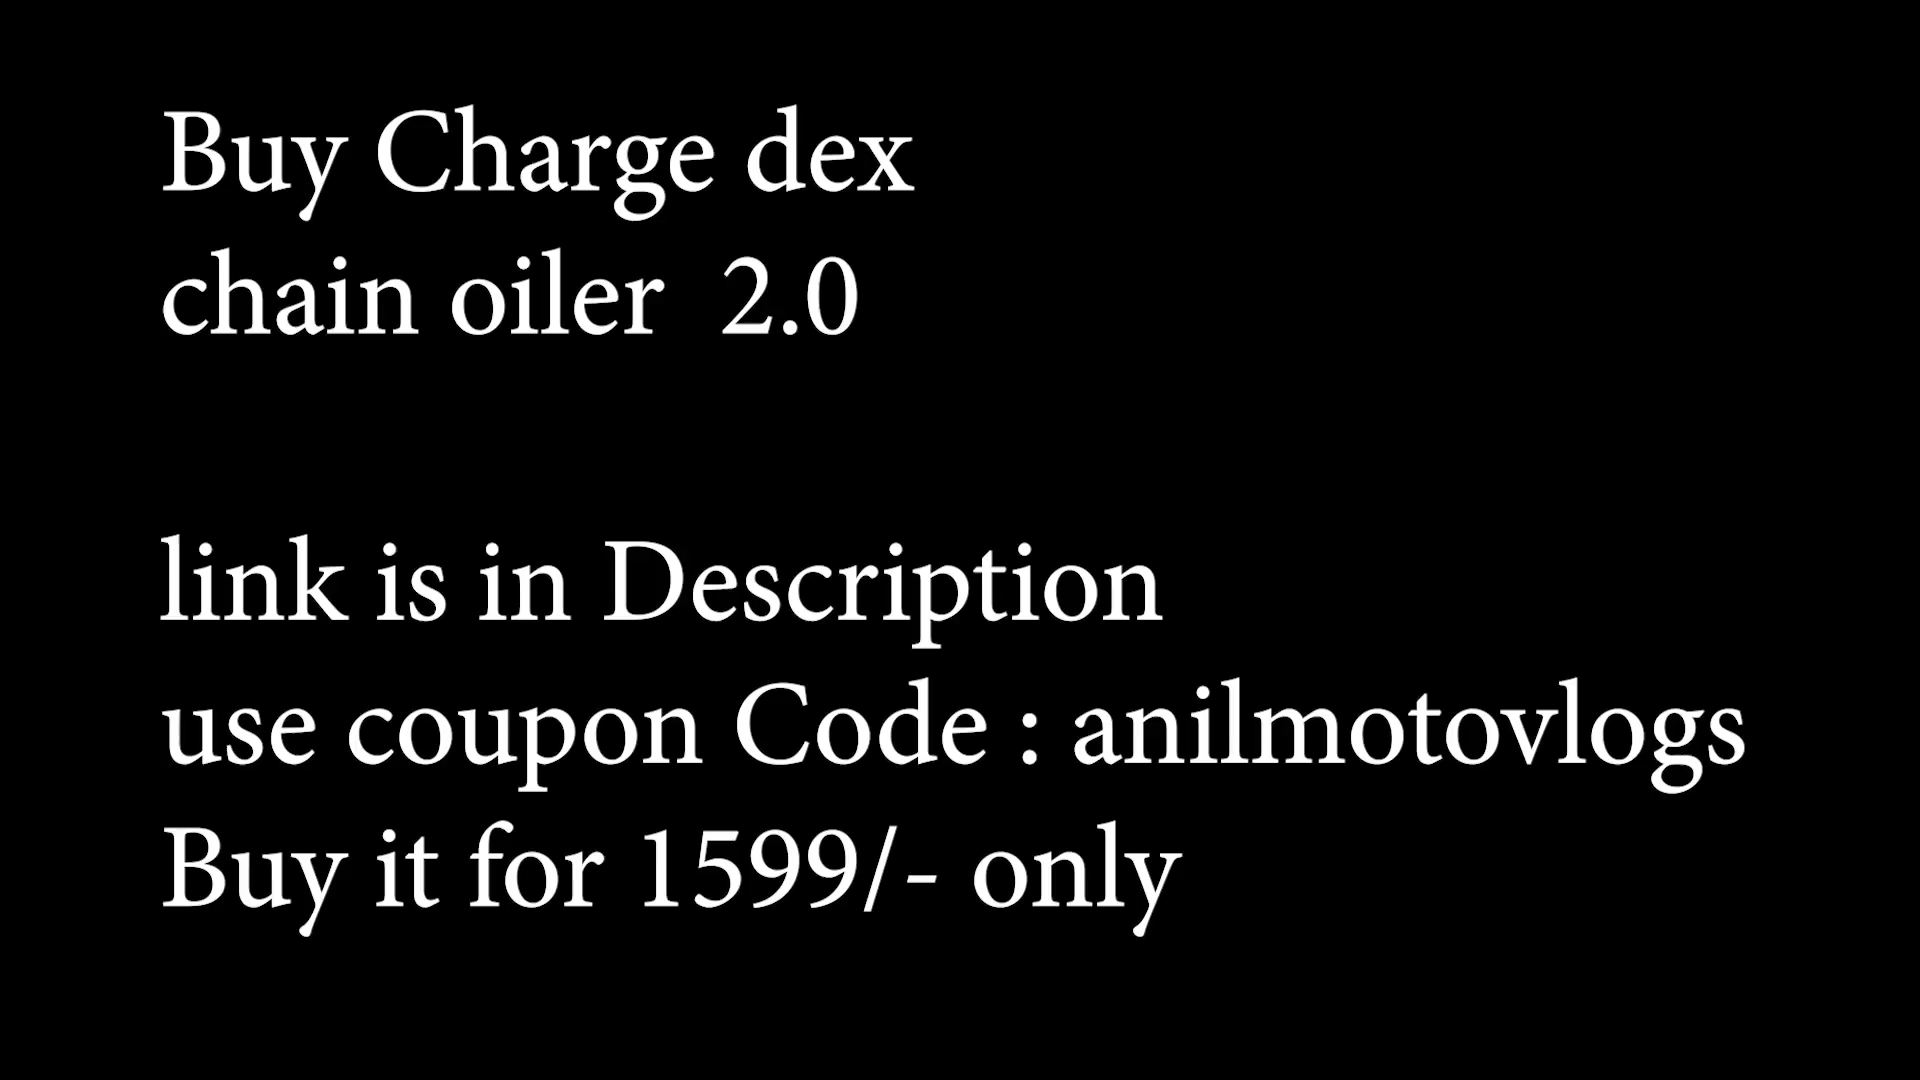 Buy Charge dex
chain oiler  2.0
link is in Description
use coupon Code : anilmotovlogs
Buy it for 1599/- only